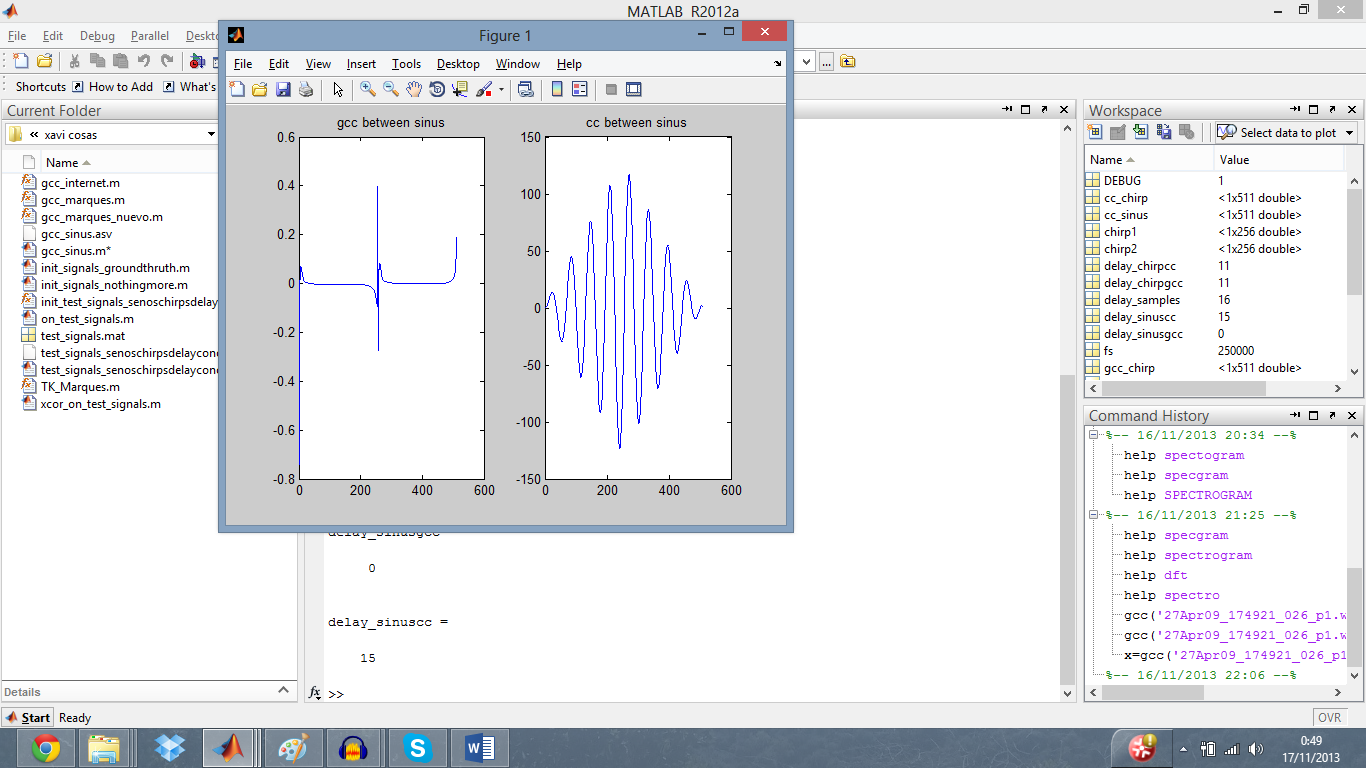 MATLAB R2012a
File Edit Debug Parallel Deskto
Shortcuts How to Add What's
Figure 1
File Edit View Insert Tools Desktop Window Help
gcc between sinus
0.6
0.4
0.2
0
-0.2
-0.4
-0.6
-0.8
0 200 400 600
cc between sinus
150
100
50
0
-50
-100
-150
0 200 400 600
Current Folder
« xavi cosas
Name
gcc_internet.m
gcc_marques.m
gcc_marques_nuevo.m
gcc_sinus.asv
gcc_sinus.m*
init_signals_groundthruth.m
init_signals_nothingmore.m
init_test_signals_senoschirpsdelay
on_test_signals.m
test_signals.mat
test_signals_senoschirpsdelaycono
test_signals_senoschirpsdelaycono
TK_Marques.m
xcor_on_test_signals.m
Details
delay_sinusgcc
0
delay_sinuscc =
15
fx >>
Workspace
Select data to plot
Name Value
DEBUG 1
cc_chirp <1x511 double>
cc_sinus <1x511 double>
chirp1 <1x256 double>
chirp2 <1x256 double>
delay_chirpcc 11
delay_chirpgcc 11
delay_samples 16
delay_sinuscc 15
delay_sinusgcc 0
fs 250000
gcc_chirp <1x511 double>
Command History
%-- 16/11/2013 20:34 --%
help spectogram
help specgram
help SPECTROGRAM
%-- 16/11/2013 21:25 --%
help specgram
help spectrogram
help dft
help spectro
gcc('27Apr09_174921_026_p1.w
gcc('27Apr09_174921_026_p1.w
x=gcc('27Apr09_174921_026_p1
%-- 16/11/2013 22:06 --%
Start Ready
OVR
0:49
17/11/2013